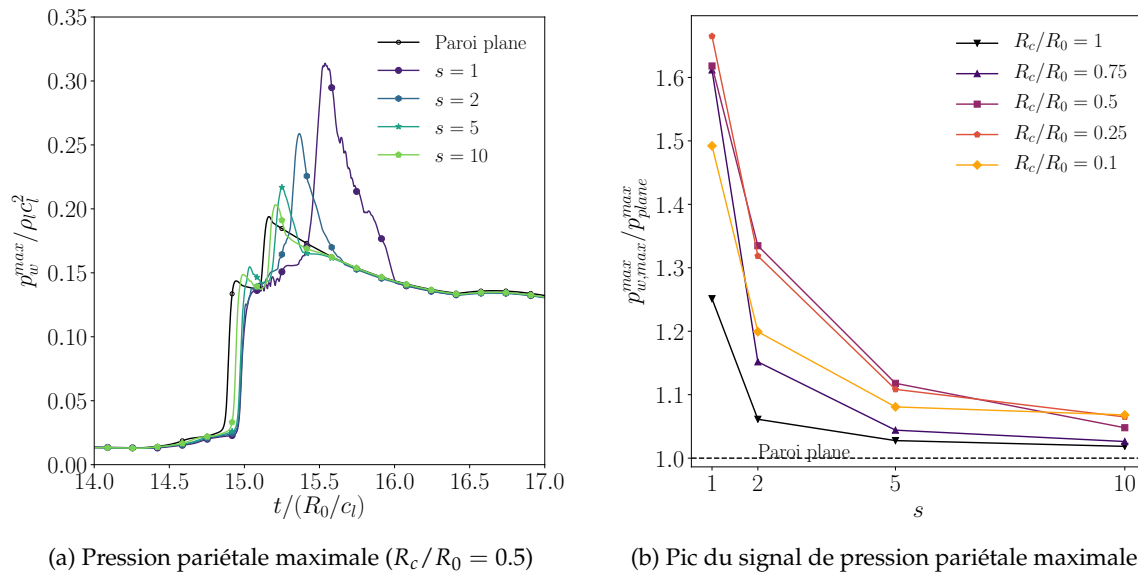 0.35
0.30
0.25
0.20
0.15
0.10
0.05
0.00
14.0 14.5 15.0 15.5 16.0 16.5 17.0
t/(R_0/c_l)
p_w^{max}/ρ_l c_l^2
Paroi plane
s = 1
s = 2
s = 5
s = 10
(a) Pression pariétale maximale (R_c/R_0 = 0.5)
1.6
1.5
1.4
1.3
1.2
1.1
1.0
1 2 5 10
s
p_{w,max}^{max}/p_{plane}^{max}
R_c/R_0 = 1
R_c/R_0 = 0.75
R_c/R_0 = 0.5
R_c/R_0 = 0.25
R_c/R_0 = 0.1
Paroi plane
(b) Pic du signal de pression pariétale maximale